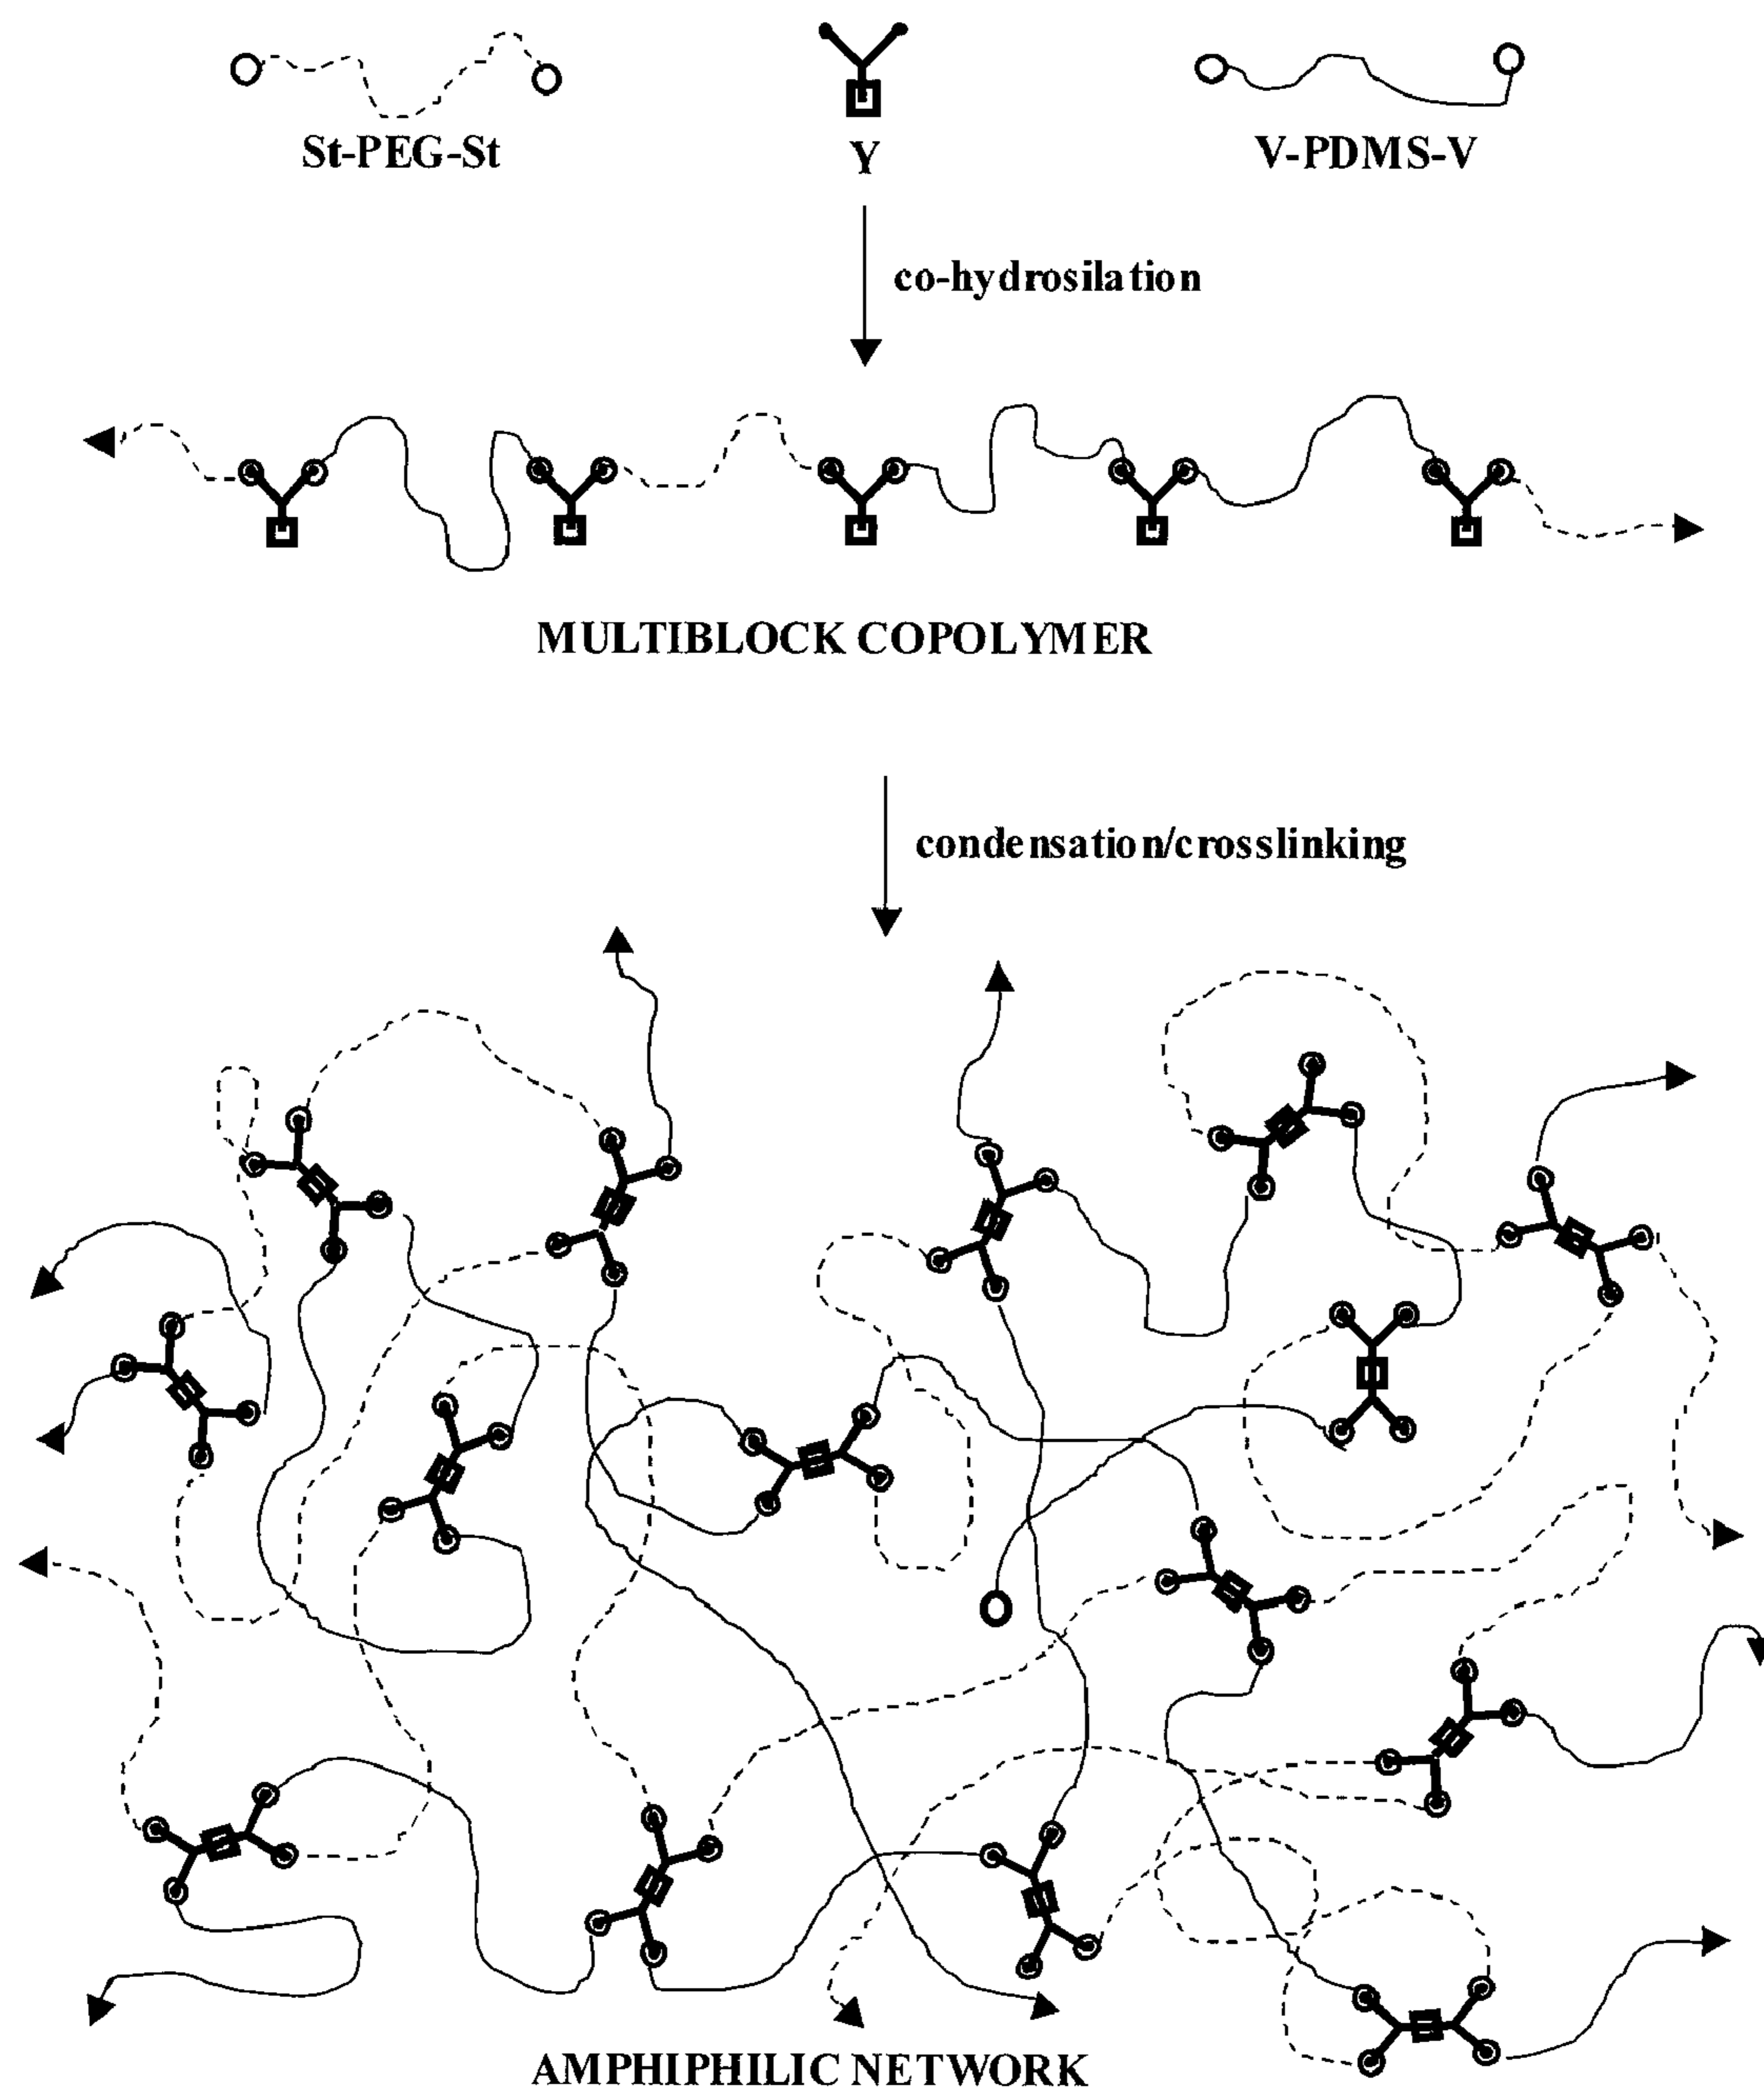 St-PEG-St
Y
V-PDMS-V
co-hydrosilation
MULTIBLOCK COPOLYMER
condensation/crosslinking
AMPHIPHILIC NETWORK